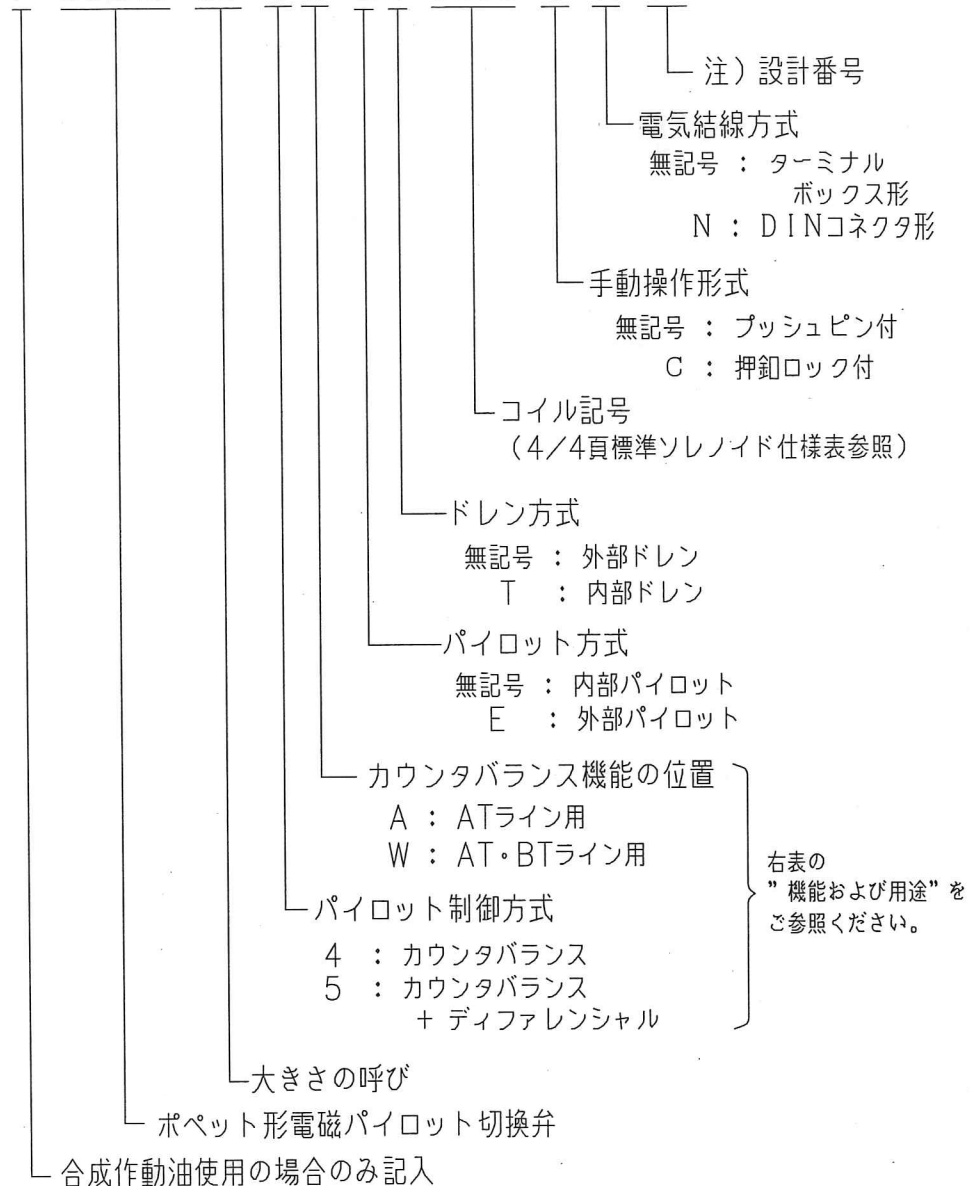 注）設計番号
電気結線方式
無記号 ： ターミナル
ボックス形
N ： DINコネクタ形
手動操作形式
無記号 ： プッシュピン付
C ： 押釦ロック付
コイル記号
（4／4頁標準ソレノイド仕様表参照）
ドレン方式
無記号 ： 外部ドレン
T ： 内部ドレン
パイロット方式
無記号 ： 内部パイロット
E ： 外部パイロット
カウンタバランス機能の位置
A ： ATライン用
W ： AT・BTライン用
右表の
”機能および用途”を
ご参照ください。
パイロット制御方式
4 ： カウンタバランス
5 ： カウンタバランス
＋ ディファレンシャル
大きさの呼び
ポペット形電磁パイロット切換弁
合成作動油使用の場合のみ記入